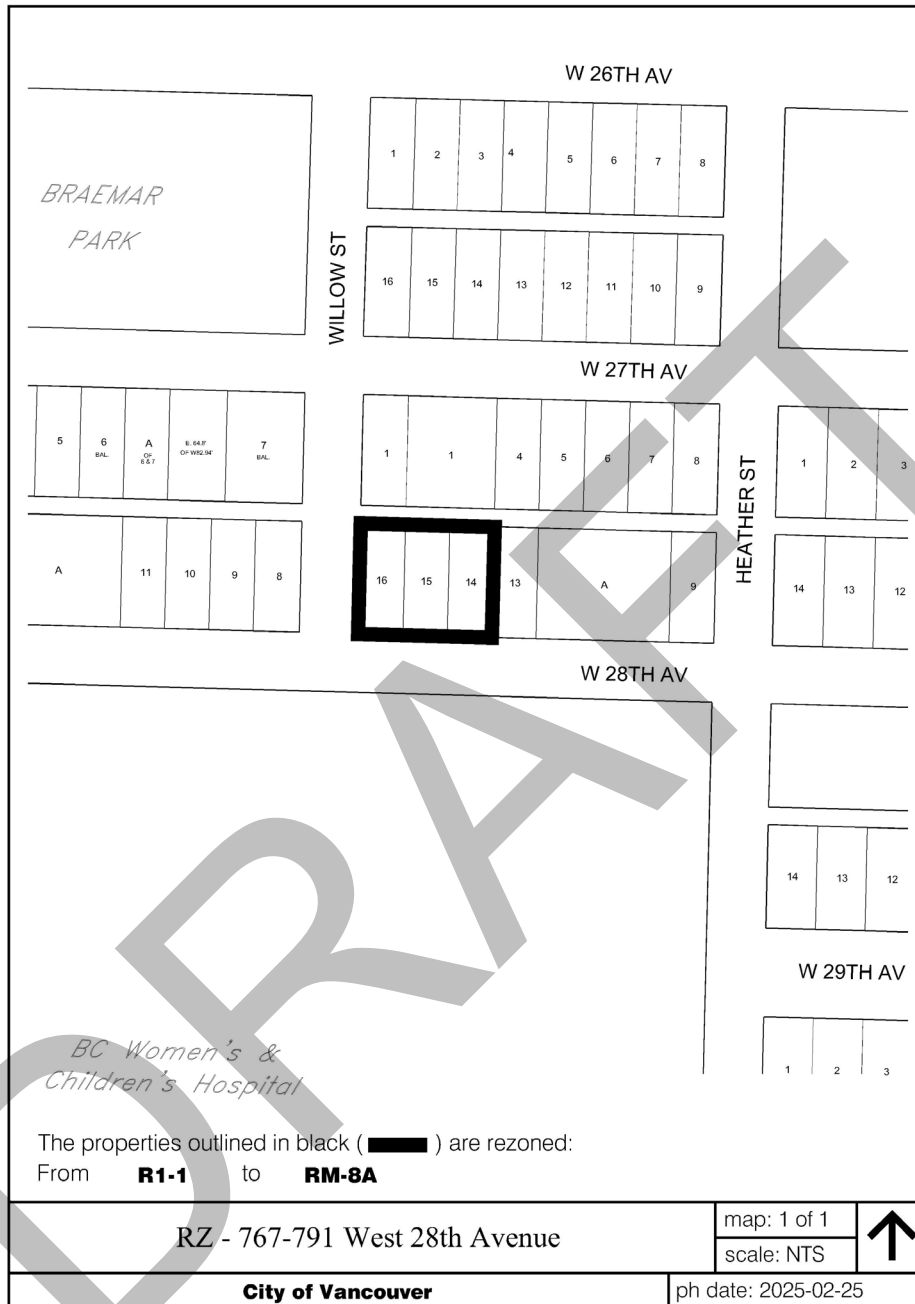 W 26TH AV
BRAEMAR
PARK
1 2 3 4 5 6 7 8
WILLOW ST
16 15 14 13 12 11 10 9
W 27TH AV
5
6
BAL.
A
OF
6 & 7
E. 64.8'
OF W82.94'
7
BAL.
1 1 4 5 6 7 8
HEATHER ST
1 2 3
A 11 10 9 8
16 15 14 13 A 9
14 13 12
W 28TH AV
14 13 12
W 29TH AV
1 2 3
BC Women's &
Children's Hospital
DRAFT
The properties outlined in black ( ) are rezoned:
From R1-1 to RM-8A
RZ - 767-791 West 28th Avenue
map: 1 of 1
scale: NTS
City of Vancouver
ph date: 2025-02-25